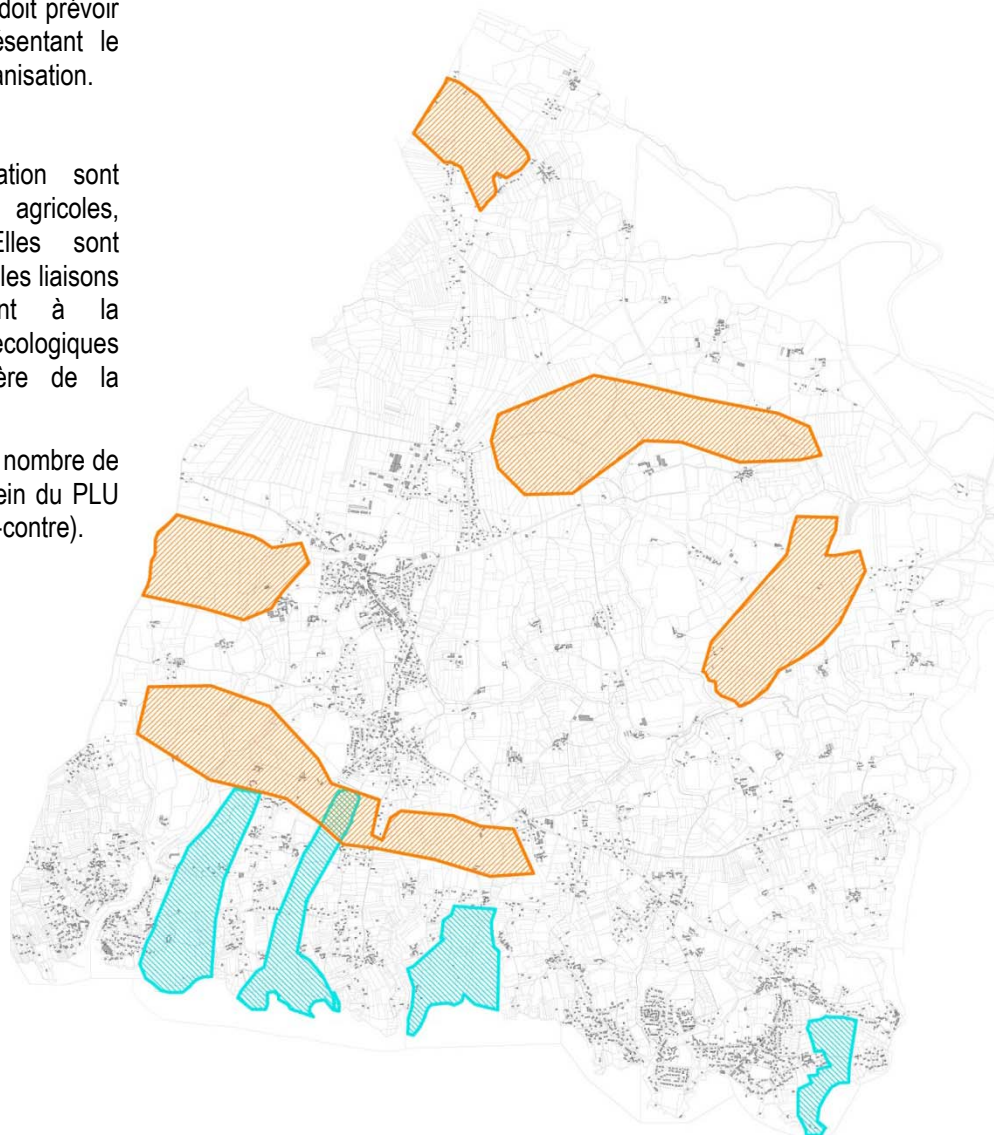 doit prévoir
ésentant le
anisation.
ation sont
agricoles,
Elles sont
les liaisons
nt à la
écologiques
ère de la
nombre de
ein du PLU
-contre).